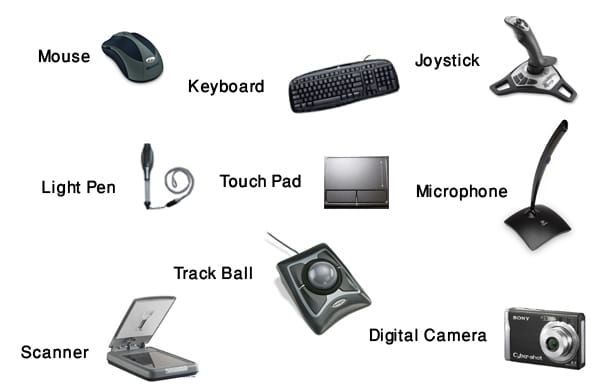 Mouse
Keyboard
Joystick
Light Pen
Touch Pad
Microphone
Track Ball
Scanner
Digital Camera
SONY
Cyber-shot